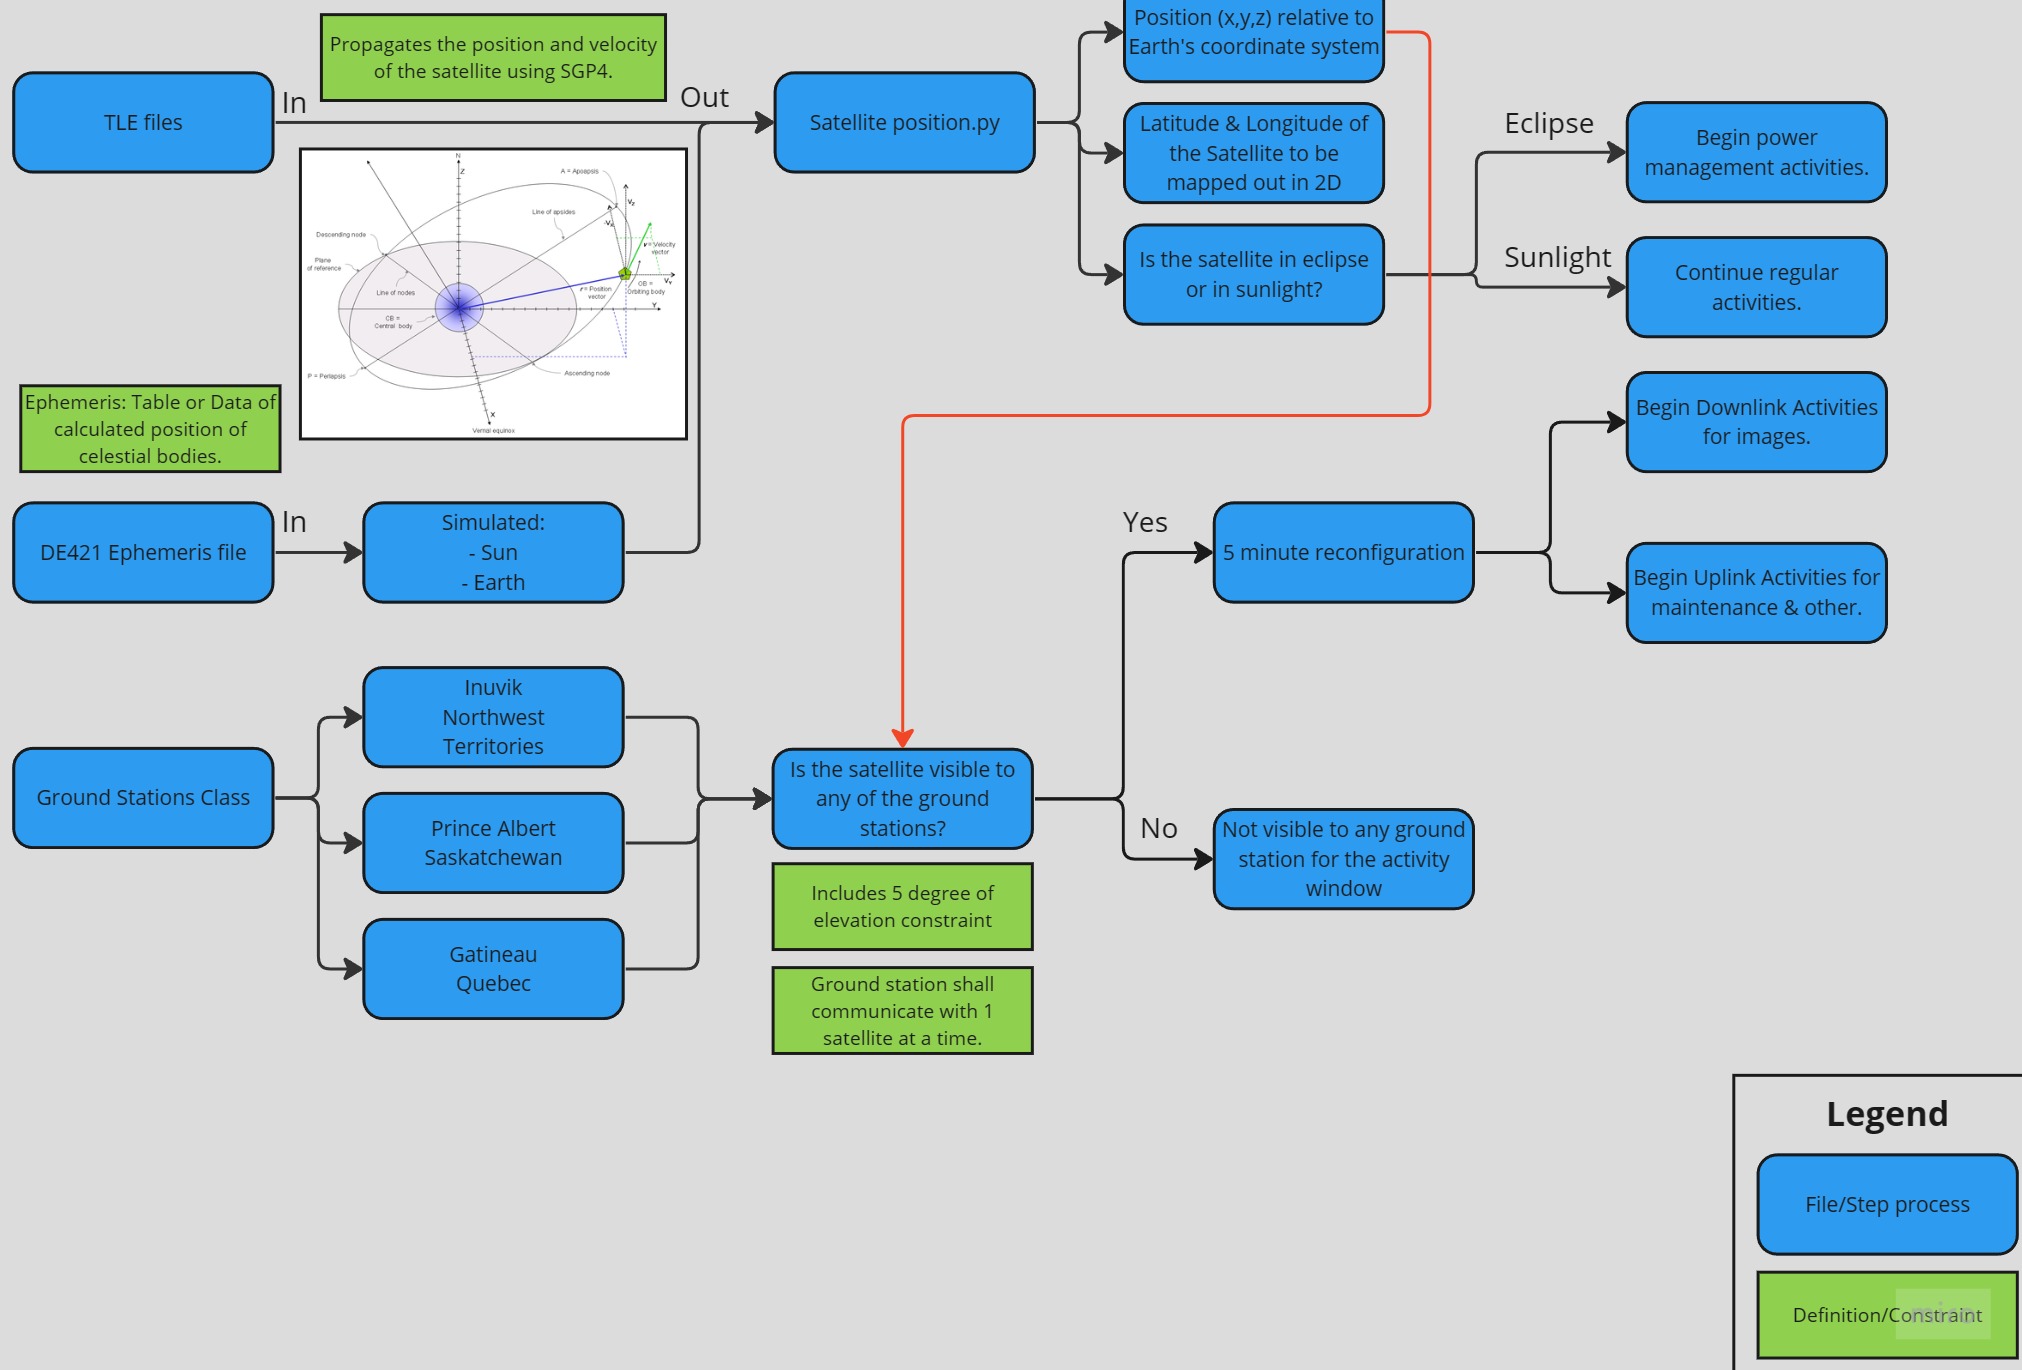 Propagates the position and velocity
of the satellite using SGP4.
Position (x,y,z) relative to
Earth's coordinate system
TLE files
In
Out
Satellite position.py
Latitude & Longitude of
the Satellite to be
mapped out in 2D
Is the satellite in eclipse
or in sunlight?
Eclipse
Begin power
management activities.
Sunlight
Continue regular
activities.
N
Z
A = Apoapsis
Line of apsides
Descending node
Plane
of reference
Line of nodes
CB =
Central body
P = Periapsis
r = Position
vector
v = Velocity
vector
OB =
Orbiting body
Y
Ascending node
X
Vernal equinox
Ephemeris: Table or Data of
calculated position of
celestial bodies.
DE421 Ephemeris file
In
Simulated:
- Sun
- Earth
Begin Downlink Activities
for images.
Yes
5 minute reconfiguration
Begin Uplink Activities for
maintenance & other.
Ground Stations Class
Inuvik
Northwest
Territories
Prince Albert
Saskatchewan
Gatineau
Quebec
Is the satellite visible to
any of the ground
stations?
No
Not visible to any ground
station for the activity
window
Includes 5 degree of
elevation constraint
Ground station shall
communicate with 1
satellite at a time.
Legend
File/Step process
Definition/Constraint
miro